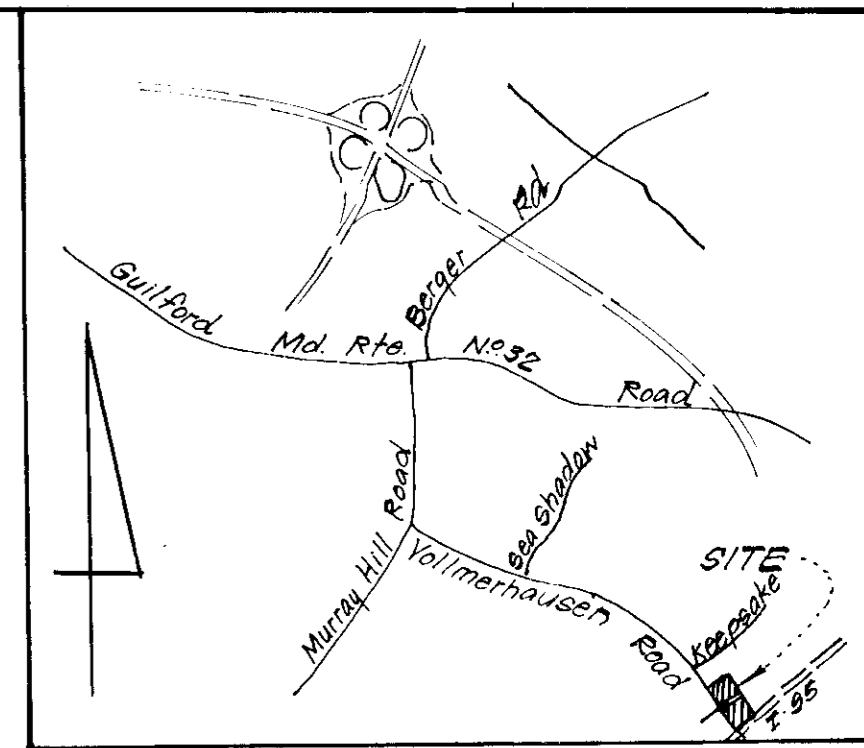 Berger Rd
Guilford Md. Rte. No. 32 Road
Murray Hill Road
Sea Shadow
Vollmerhausen Road
SITE
Keepsake
I-95